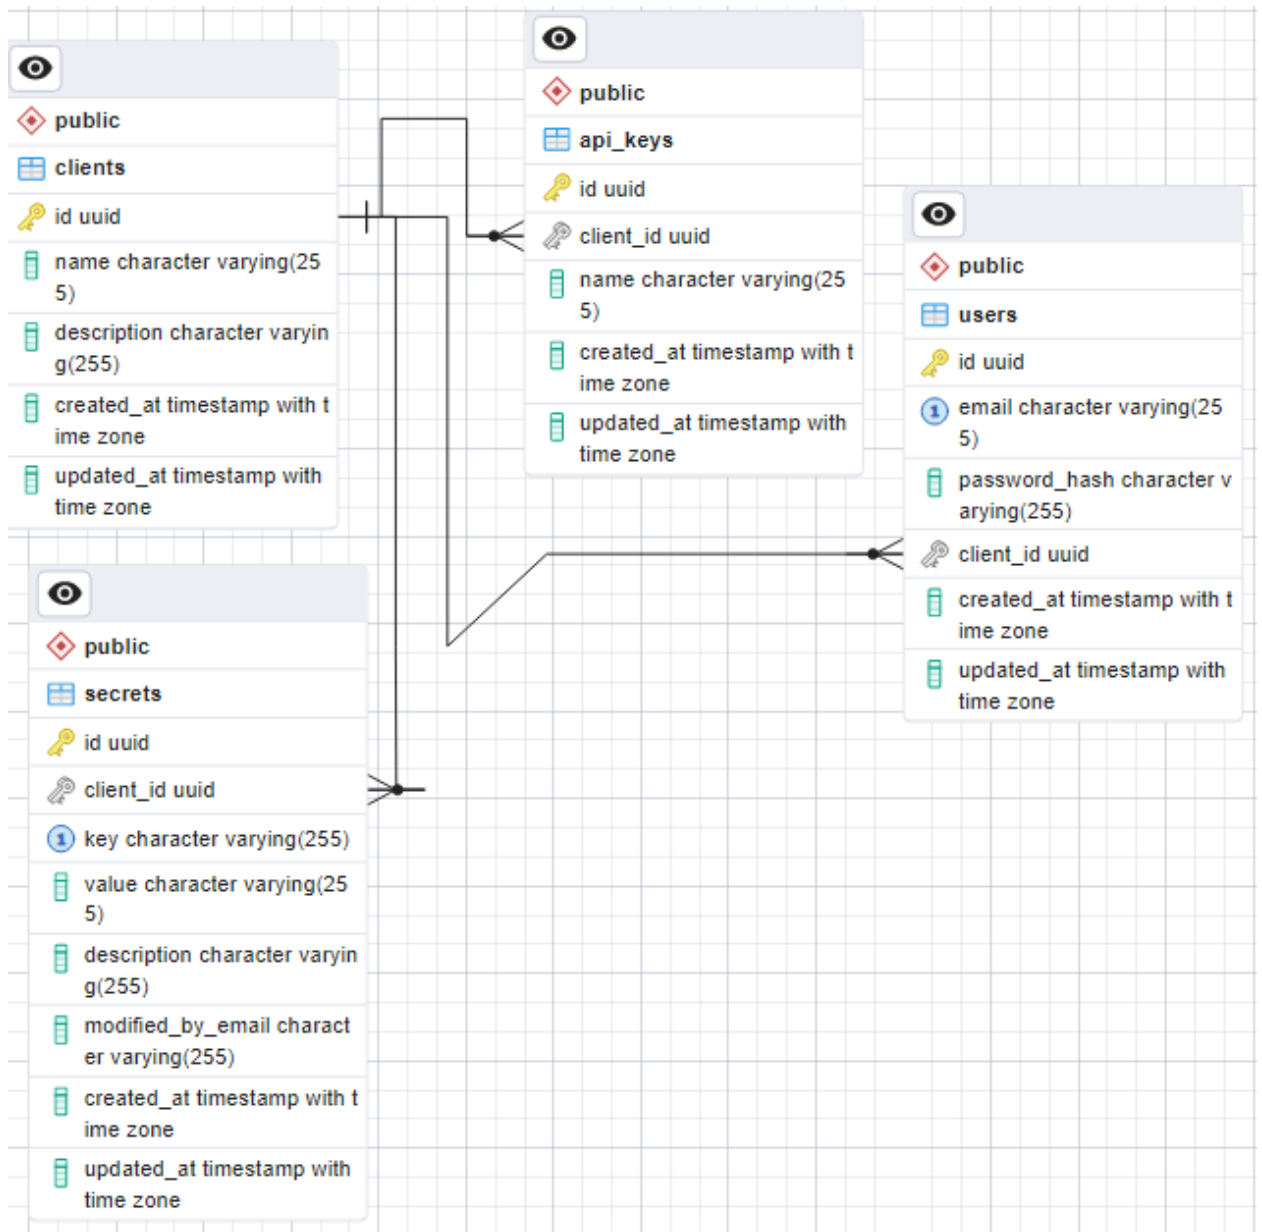 public
clients
id uuid
name character varying(25
5)
description character varyin
g(255)
created_at timestamp with t
ime zone
updated_at timestamp with
time zone
public
api_keys
id uuid
client_id uuid
name character varying(25
5)
created_at timestamp with t
ime zone
updated_at timestamp with
time zone
public
users
id uuid
1 email character varying(25
5)
password_hash character v
arying(255)
client_id uuid
created_at timestamp with t
ime zone
updated_at timestamp with
time zone
public
secrets
id uuid
client_id uuid
1 key character varying(255)
value character varying(25
5)
description character varyin
g(255)
modified_by_email charact
er varying(255)
created_at timestamp with t
ime zone
updated_at timestamp with
time zone